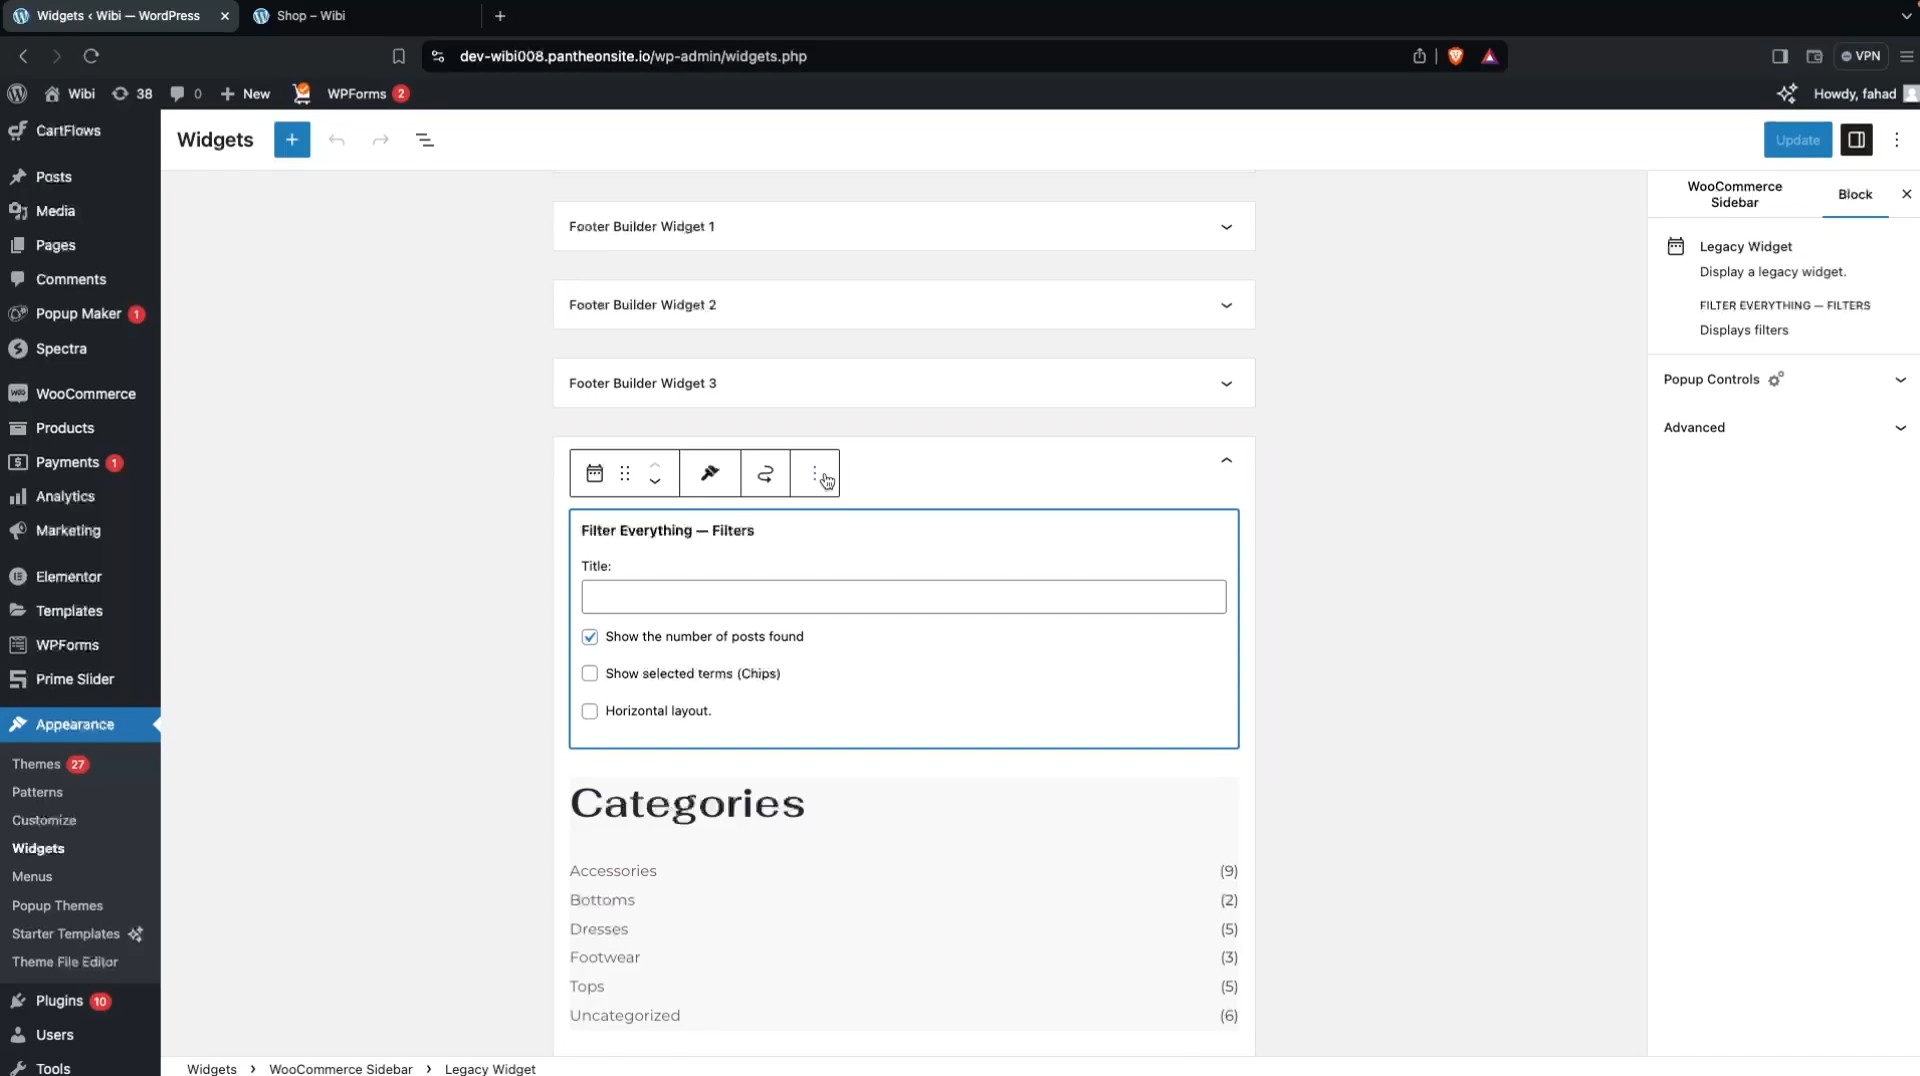 Widgets ‹ Wibi — WordPress
Shop – Wibi
dev-wibi008.pantheonsite.io/wp-admin/widgets.php
VPN
Wibi
38
0
New
WPForms 2
Howdy, fahad
CartFlows
Posts
Media
Pages
Comments
Popup Maker 1
Spectra
WooCommerce
Products
Payments 1
Analytics
Marketing
Elementor
Templates
WPForms
Prime Slider
Appearance
Themes 27
Patterns
Customize
Widgets
Menus
Popup Themes
Starter Templates
Theme File Editor
Plugins 10
Users
Tools
Widgets
Update
Footer Builder Widget 1
Footer Builder Widget 2
Footer Builder Widget 3
Filter Everything — Filters
Title:
Show the number of posts found
Show selected terms (Chips)
Horizontal layout.
Categories
Accessories (9)
Bottoms (2)
Dresses (5)
Footwear (3)
Tops (5)
Uncategorized (6)
WooCommerce
Sidebar
Block
Legacy Widget
Display a legacy widget.
FILTER EVERYTHING — FILTERS
Displays filters
Popup Controls
Advanced
Widgets › WooCommerce Sidebar › Legacy Widget